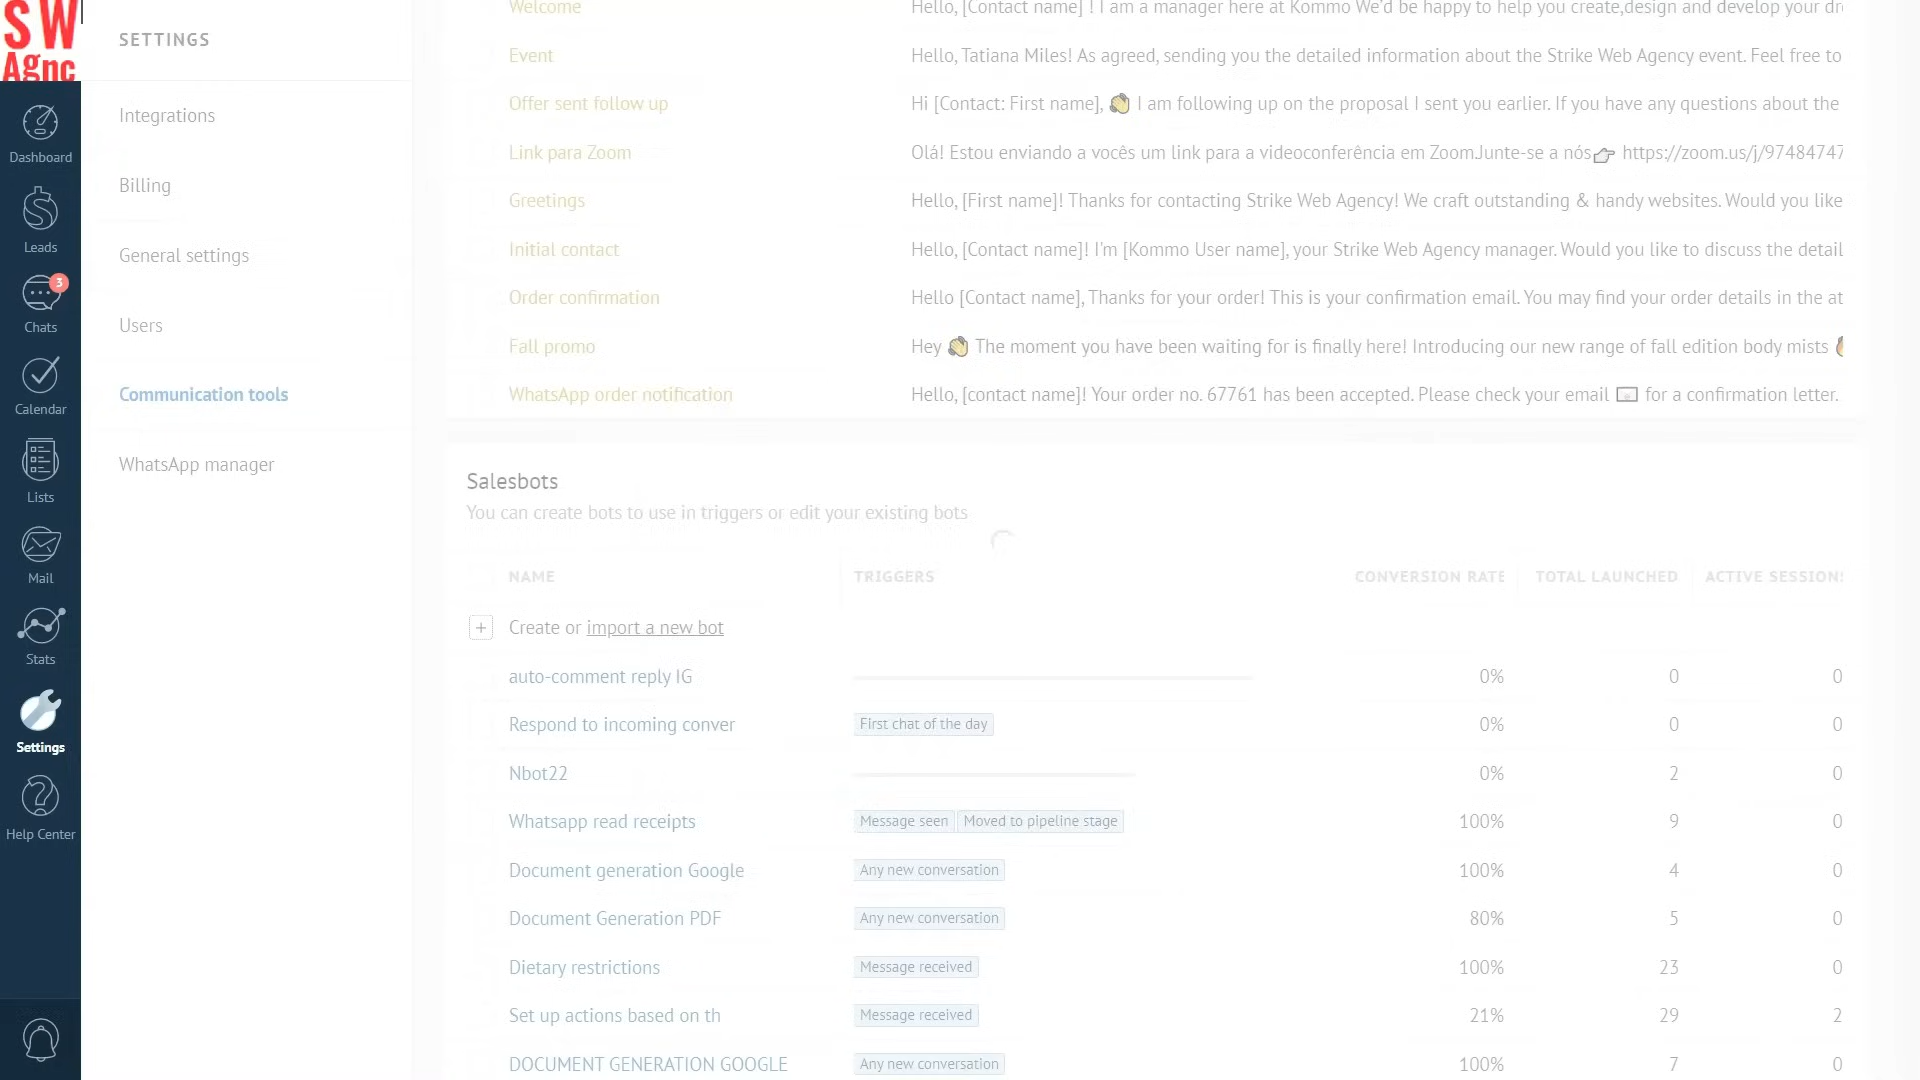 SW
Agnc
SETTINGS
Integrations
Billing
General settings
Users
Communication tools
WhatsApp manager
Dashboard
Leads
3
Chats
Calendar
Lists
Mail
Stats
Settings
Help Center
Welcome Hello, [Contact name] ! I am a manager here at Kommo We'd be happy to help you create,design and develop your dr
Event Hello, Tatiana Miles! As agreed, sending you the detailed information about the Strike Web Agency event. Feel free to
Offer sent follow up Hi [Contact: First name], 👋 I am following up on the proposal I sent you earlier. If you have any questions about the
Link para Zoom Olá! Estou enviando a vocês um link para a videoconferência em Zoom.Junte-se a nós👉 https://zoom.us/j/97484747
Greetings Hello, [First name]! Thanks for contacting Strike Web Agency! We craft outstanding & handy websites. Would you like
Initial contact Hello, [Contact name]! I'm [Kommo User name], your Strike Web Agency manager. Would you like to discuss the detail
Order confirmation Hello [Contact name], Thanks for your order! This is your confirmation email. You may find your order details in the at
Fall promo Hey 👋 The moment you have been waiting for is finally here! Introducing our new range of fall edition body mists
WhatsApp order notification Hello, [contact name]! Your order no. 67761 has been accepted. Please check your email 📧 for a confirmation letter.
Salesbots
You can create bots to use in triggers or edit your existing bots
NAME TRIGGERS CONVERSION RATE TOTAL LAUNCHED ACTIVE SESSIONS
+ Create or import a new bot
auto-comment reply IG 0% 0 0
Respond to incoming conver First chat of the day 0% 0 0
Nbot22 0% 2 0
Whatsapp read receipts Message seen Moved to pipeline stage 100% 9 0
Document generation Google Any new conversation 100% 4 0
Document Generation PDF Any new conversation 80% 5 0
Dietary restrictions Message received 100% 23 0
Set up actions based on th Message received 21% 29 2
DOCUMENT GENERATION GOOGLE Any new conversation 100% 7 0